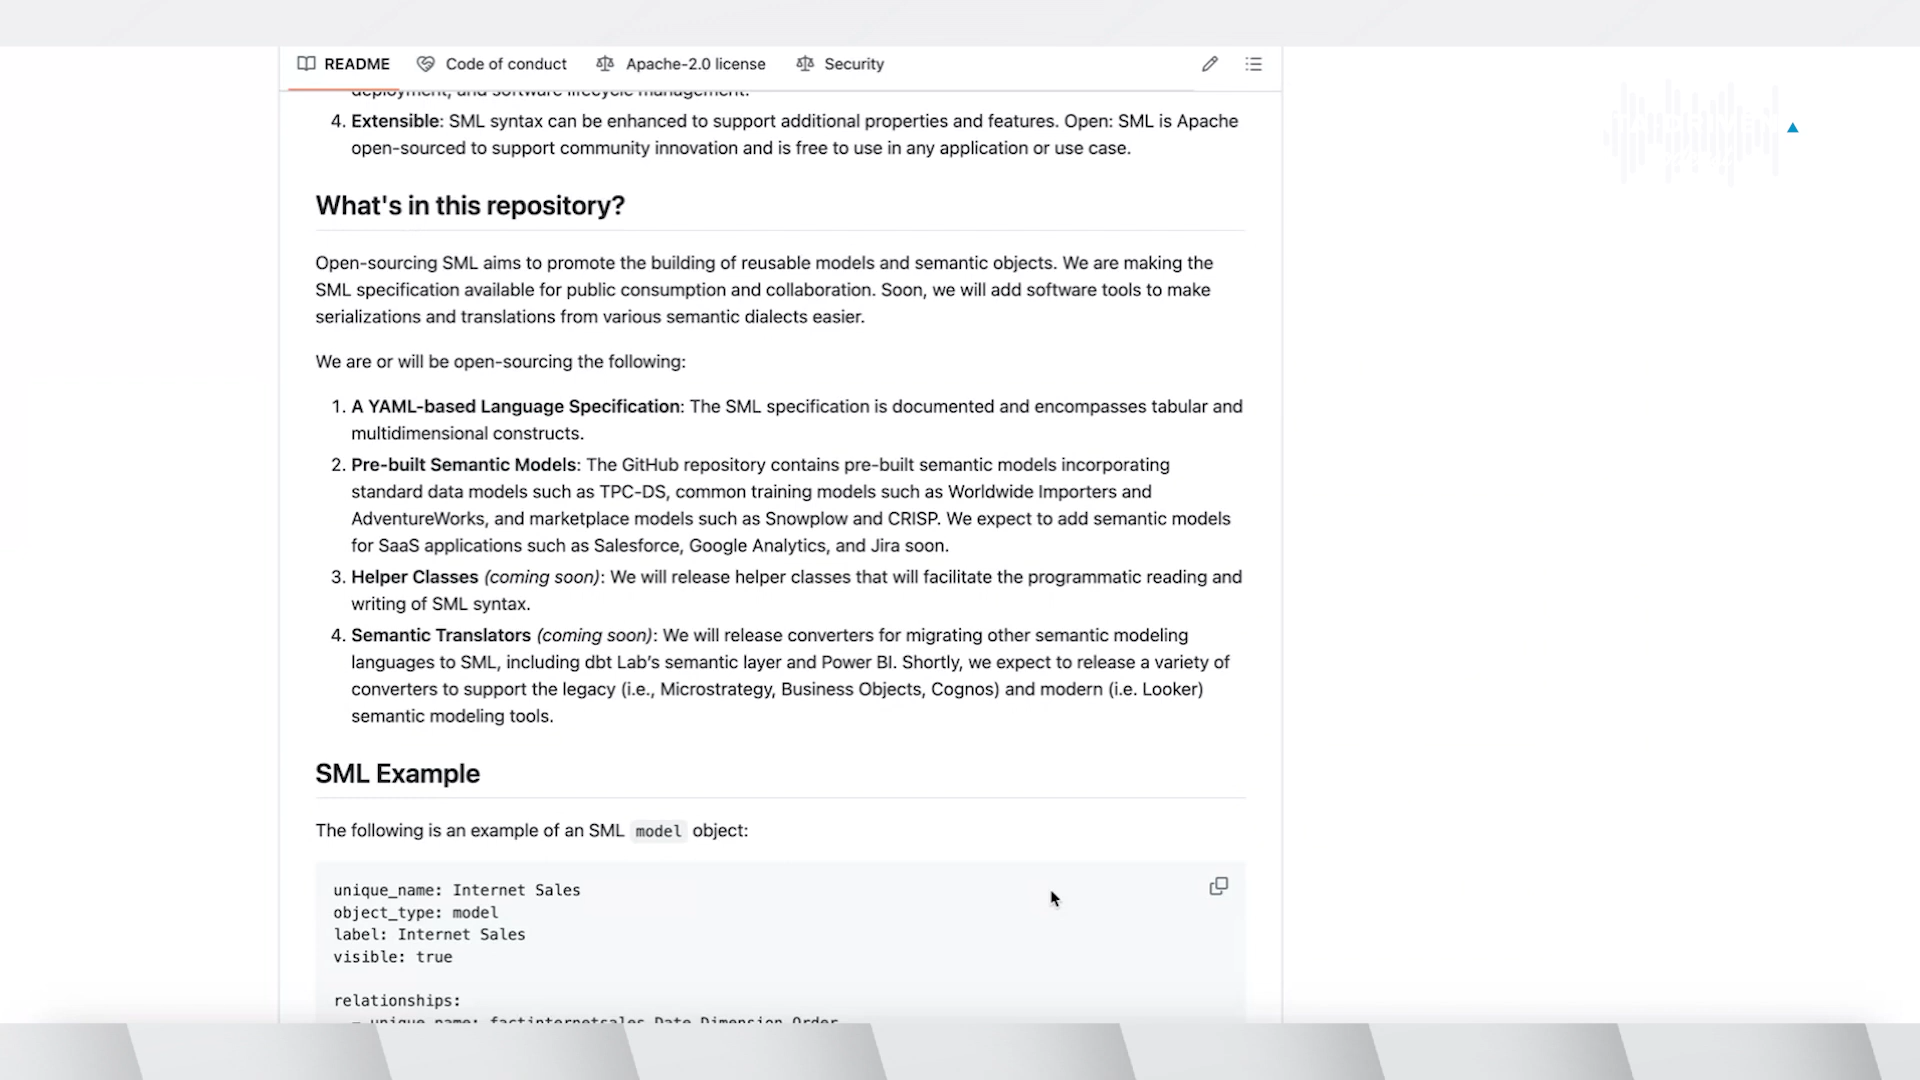 README
Code of conduct
Apache-2.0 license
Security
deployment, and software lifecycle management.
4. Extensible: SML syntax can be enhanced to support additional properties and features. Open: SML is Apache
open-sourced to support community innovation and is free to use in any application or use case.
What's in this repository?
Open-sourcing SML aims to promote the building of reusable models and semantic objects. We are making the
SML specification available for public consumption and collaboration. Soon, we will add software tools to make
serializations and translations from various semantic dialects easier.
We are or will be open-sourcing the following:
1. A YAML-based Language Specification: The SML specification is documented and encompasses tabular and
multidimensional constructs.
2. Pre-built Semantic Models: The GitHub repository contains pre-built semantic models incorporating
standard data models such as TPC-DS, common training models such as Worldwide Importers and
AdventureWorks, and marketplace models such as Snowplow and CRISP. We expect to add semantic models
for SaaS applications such as Salesforce, Google Analytics, and Jira soon.
3. Helper Classes (coming soon): We will release helper classes that will facilitate the programmatic reading and
writing of SML syntax.
4. Semantic Translators (coming soon): We will release converters for migrating other semantic modeling
languages to SML, including dbt Lab's semantic layer and Power BI. Shortly, we expect to release a variety of
converters to support the legacy (i.e., Microstrategy, Business Objects, Cognos) and modern (i.e. Looker)
semantic modeling tools.
SML Example
The following is an example of an SML model object:
unique_name: Internet Sales
object_type: model
label: Internet Sales
visible: true
relationships:
- unique_name: factinternetsales_Date_Dimension_Order